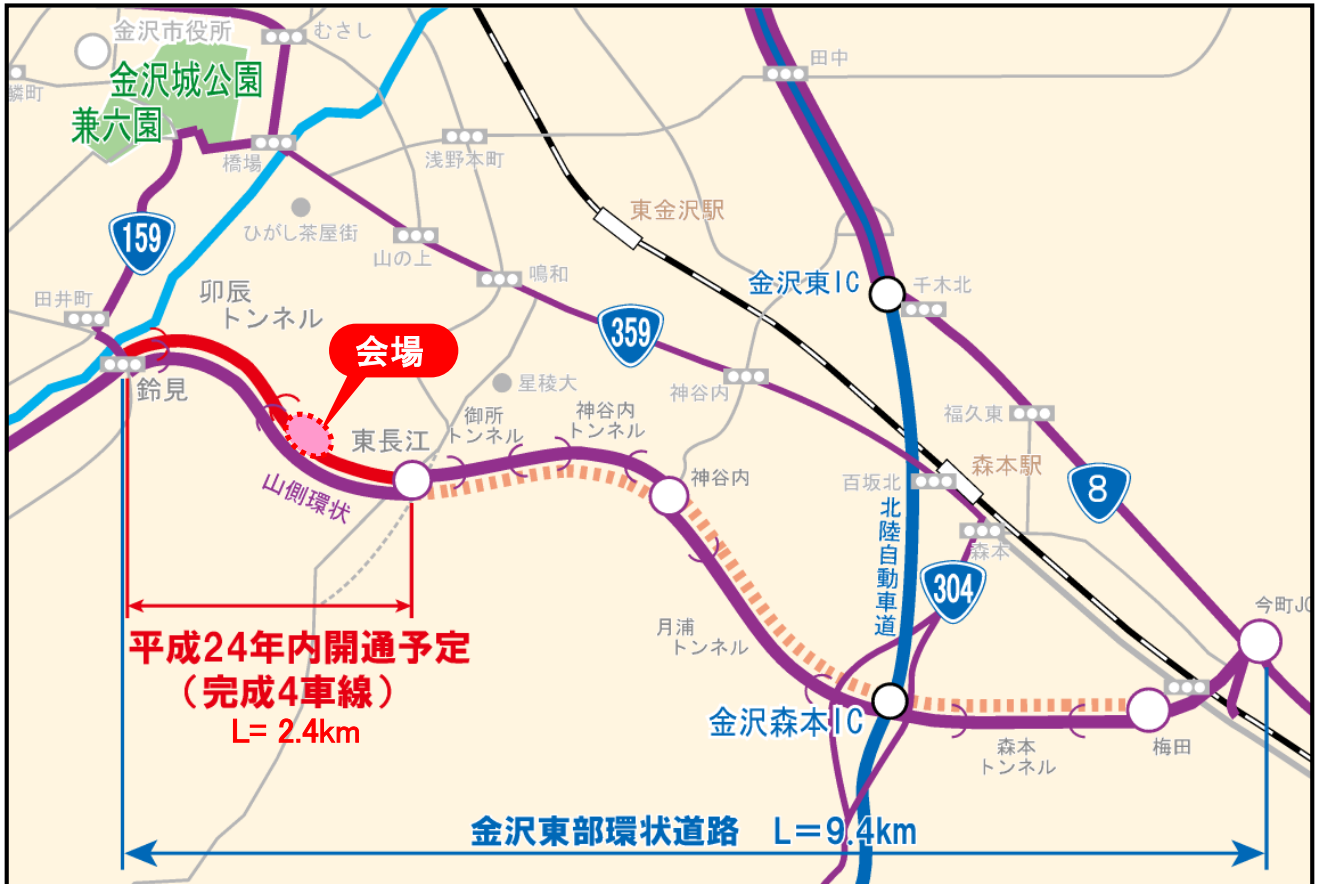 金沢市役所
むさし
田中
鱗町
金沢城公園
兼六園
橋場
浅野本町
東金沢駅
ひがし茶屋街
159
山の上
鳴和
金沢東IC
千木北
田井町
卯辰
トンネル
359
会場
鈴見
星稜大
神谷内
福久東
御所
トンネル
神谷内
トンネル
東長江
森本駅
百坂北
8
山側環状
神谷内
北陸自動車道
森本
304
今町JC
平成24年内開通予定
(完成4車線)
L= 2.4km
月浦
トンネル
金沢森本IC
森本
トンネル
梅田
金沢東部環状道路 L=9.4km